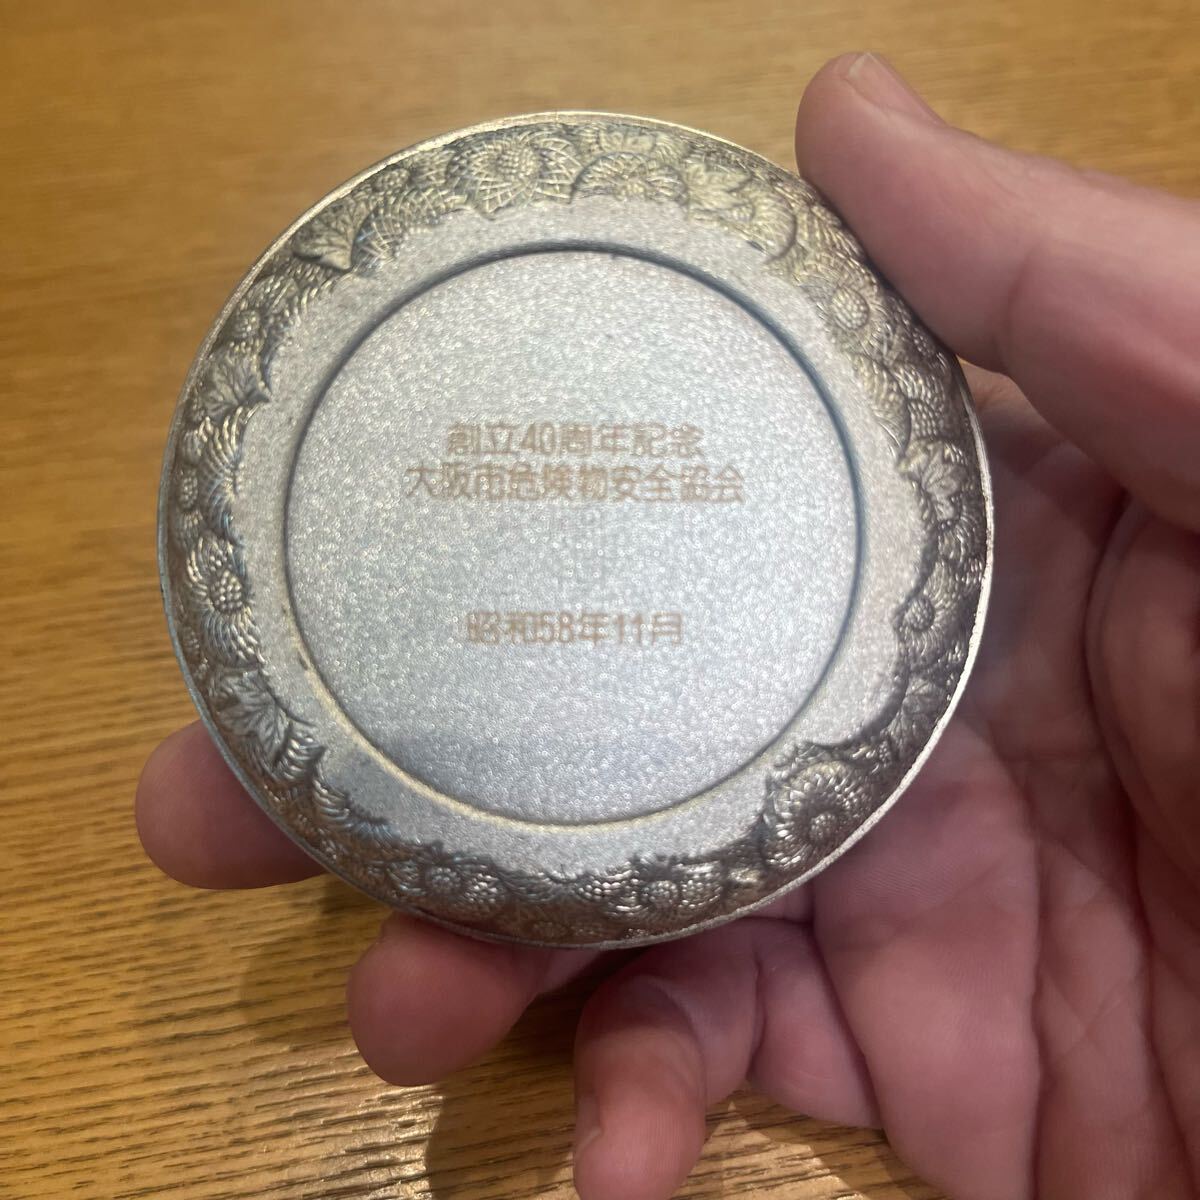 創立40周年記念
大阪市危険物安全協会
昭和58年11月